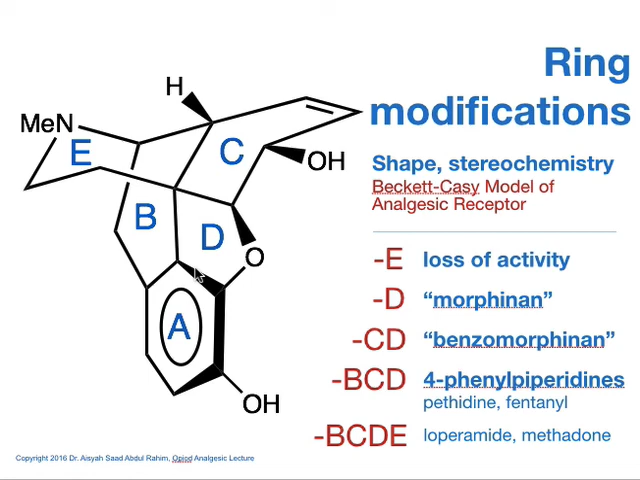 Ring
modifications
H
MeN
E
C
OH
B
D
O
A
OH
Shape, stereochemistry
Beckett-Casy Model of
Analgesic Receptor
-E loss of activity
-D “morphinan”
-CD “benzomorphinan”
-BCD 4-phenylpiperidines
pethidine, fentanyl
-BCDE loperamide, methadone
Copyright 2016 Dr. Aisyah Saad Abdul Rahim, Opiod Analgesic Lecture